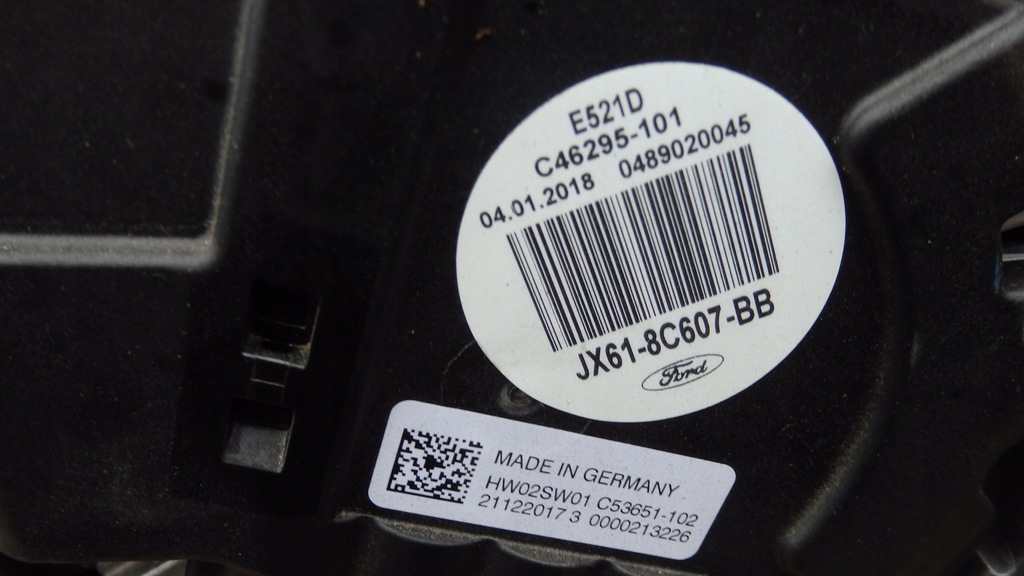 E521D
C46295-101
04.01.2018 0489020045
JX61-8C607-BB
Ford
MADE IN GERMANY
HW02SW01 C53651-102
21122017 3 0000213226